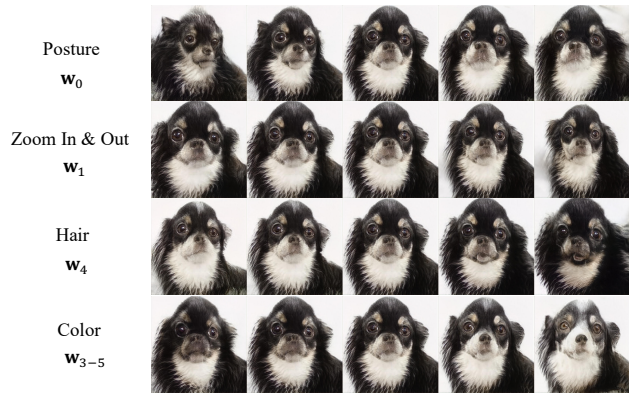 Posture
w₀
Zoom In & Out
w₁
Hair
w₄
Color
w₃₋₅